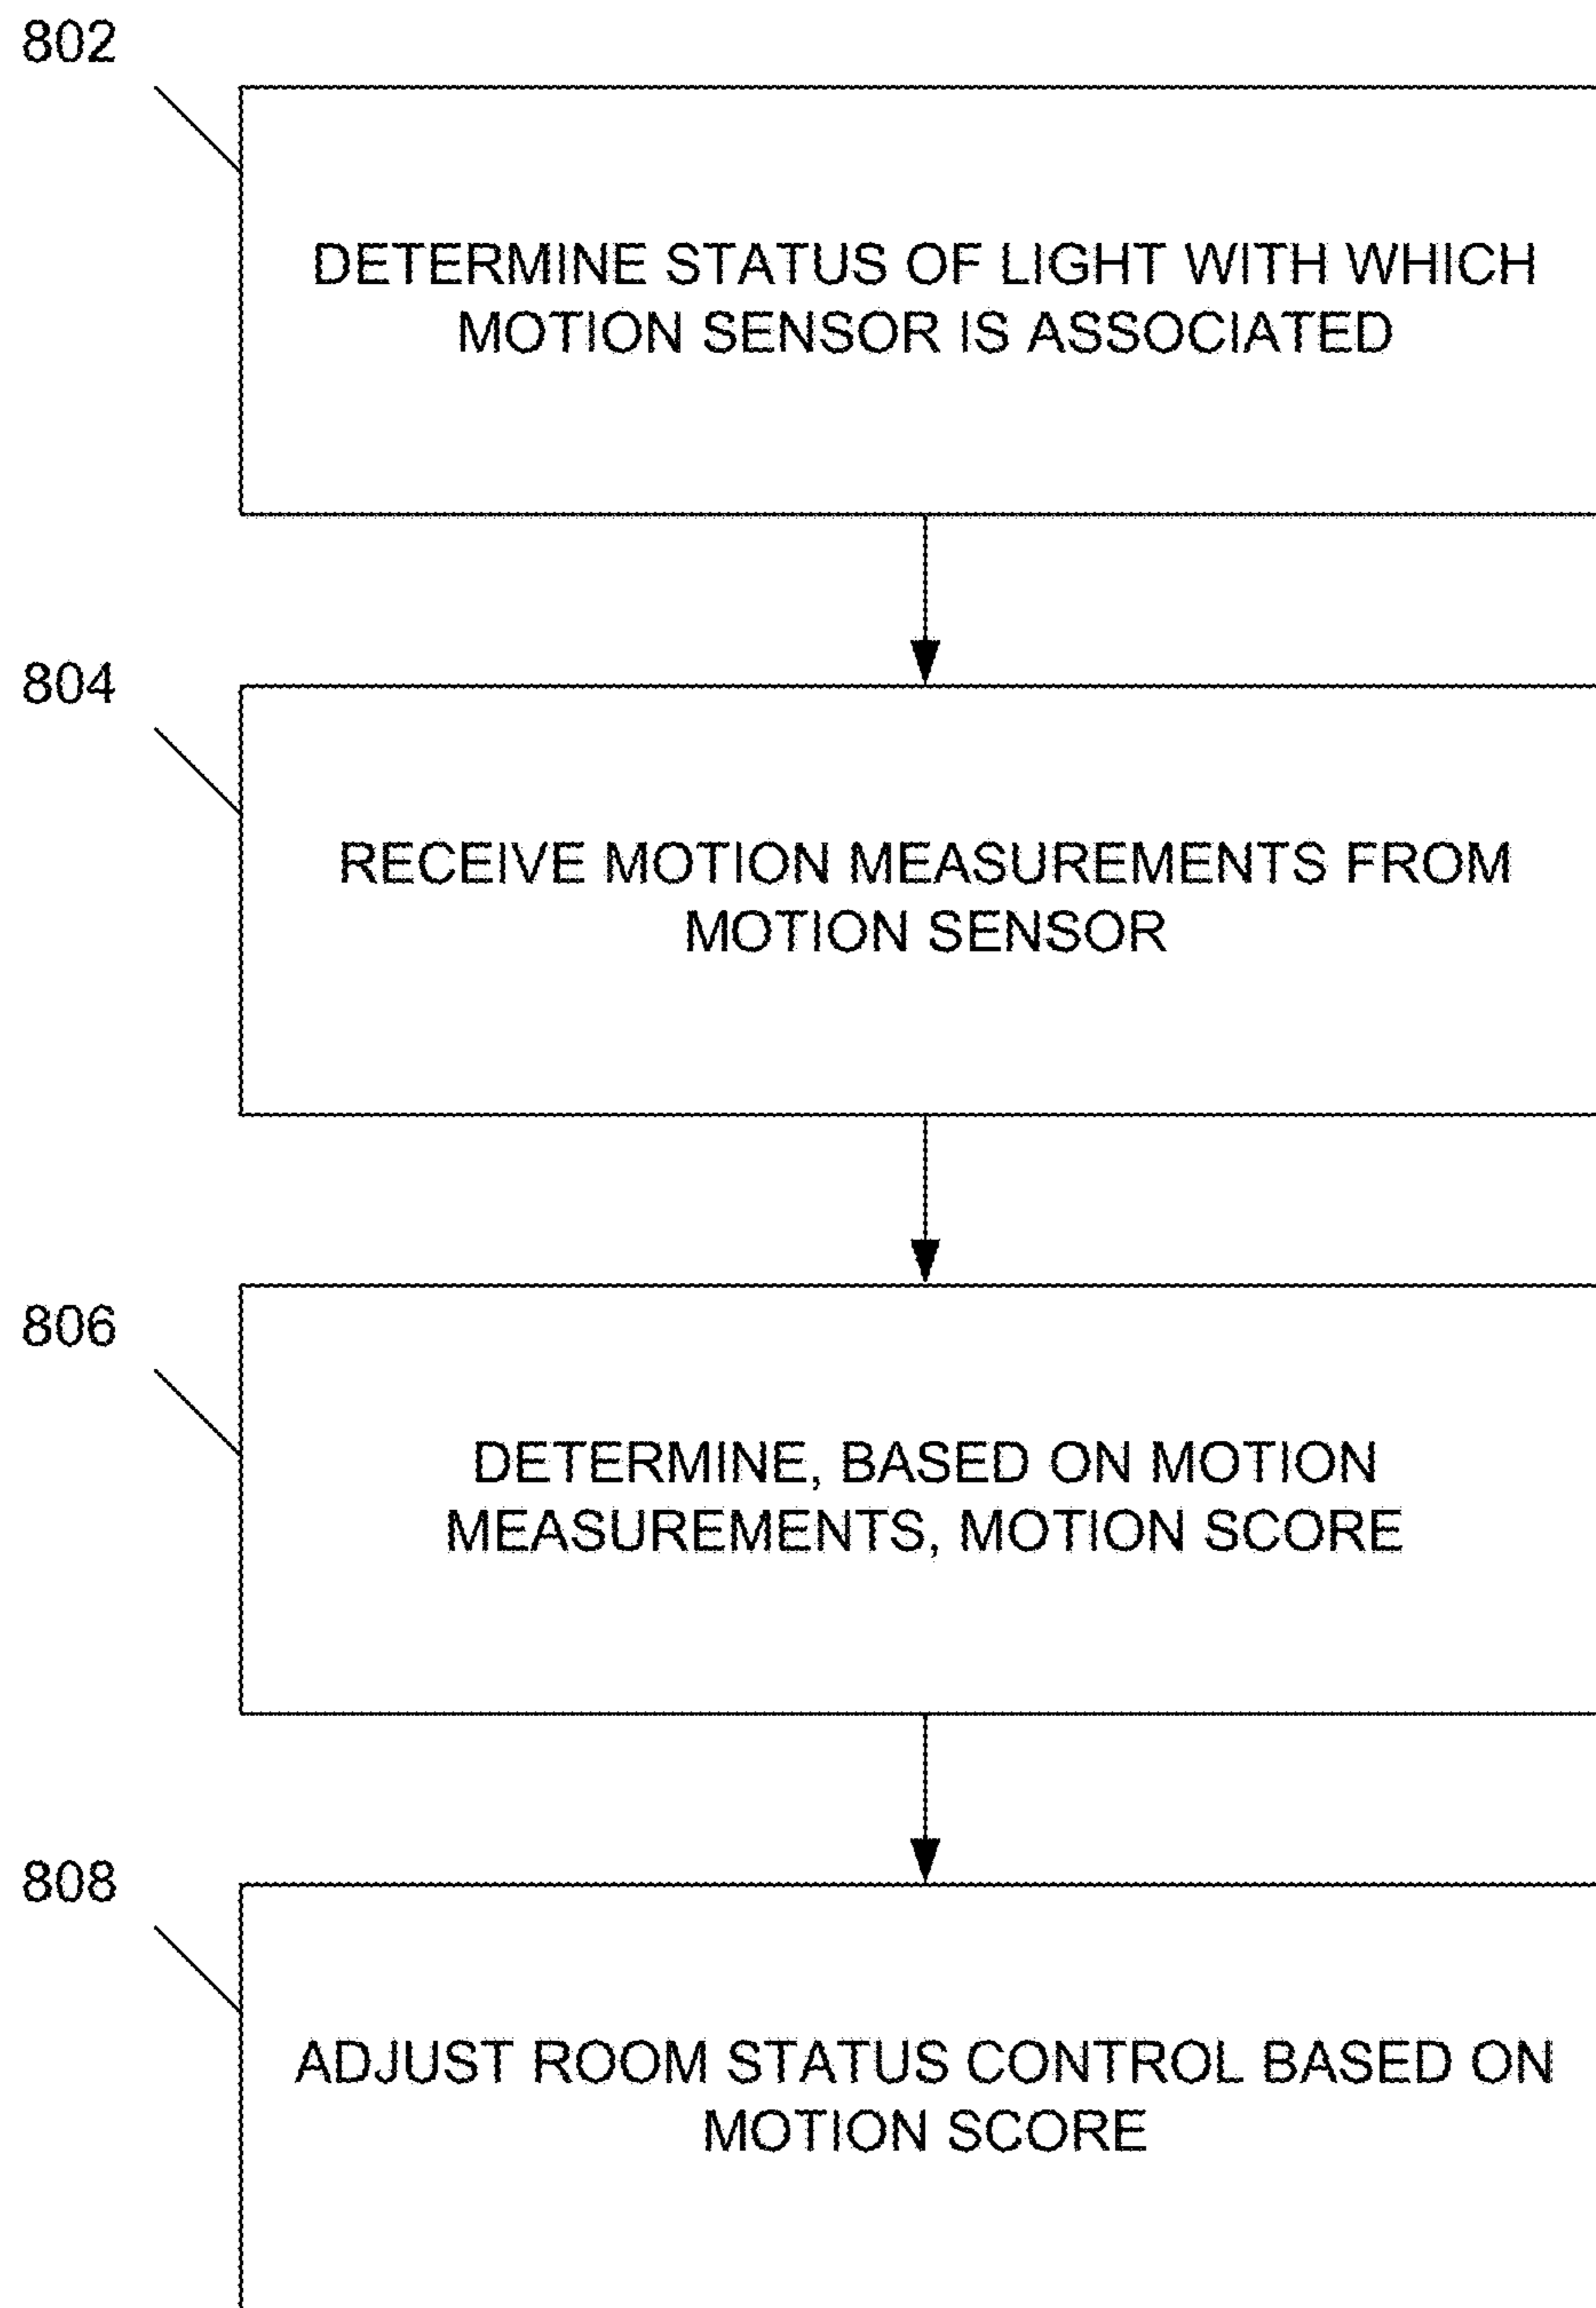 802
DETERMINE STATUS OF LIGHT WITH WHICH
MOTION SENSOR IS ASSOCIATED
804
RECEIVE MOTION MEASUREMENTS FROM
MOTION SENSOR
806
DETERMINE, BASED ON MOTION
MEASUREMENTS, MOTION SCORE
808
ADJUST ROOM STATUS CONTROL BASED ON
MOTION SCORE